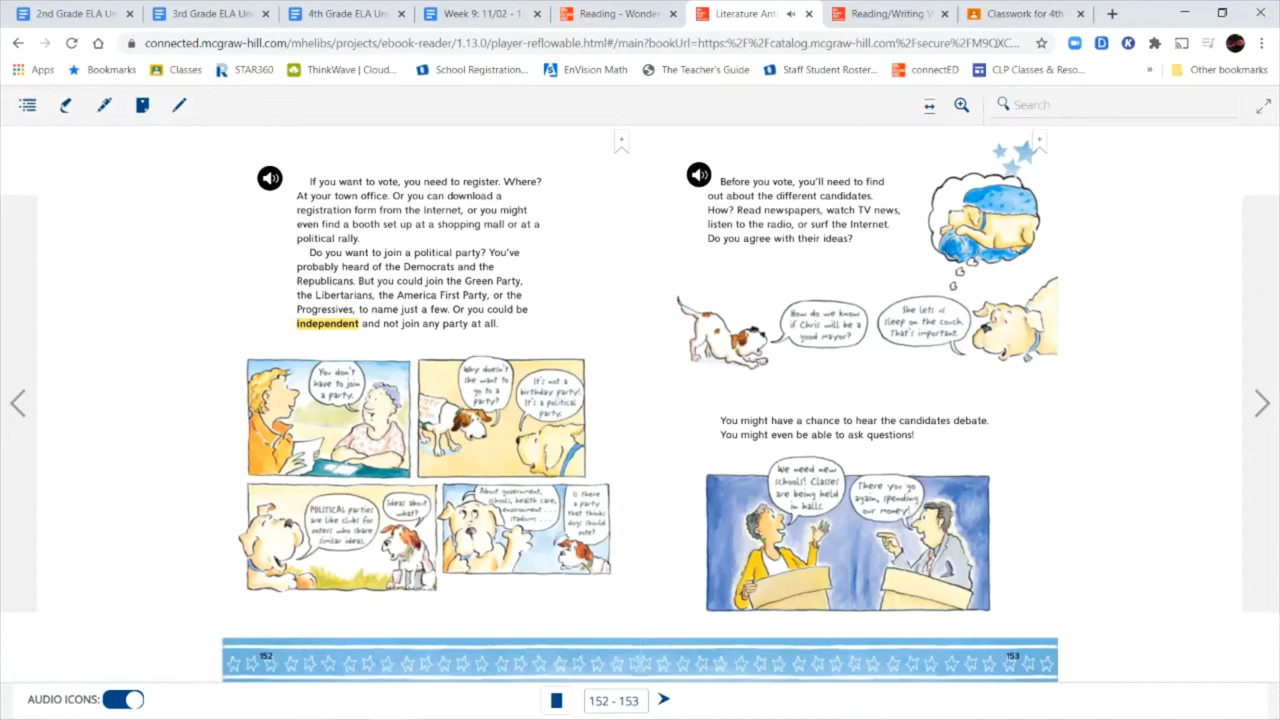 2nd Grade ELA Un
3rd Grade ELA Un
4th Grade ELA Un
Week 9: 11/02 - 1
Reading - Wonder
Literature Ant
Reading/Writing W
Classwork for 4th
connected.mcgraw-hill.com/mhelibs/projects/ebook-reader/1.13.0/player-reflowable.html#/main?bookUrl=https:%2F%2Fcatalog.mcgraw-hill.com%2Fsecure%2FM9QXC...
Apps
Bookmarks
Classes
STAR360
ThinkWave | Cloud...
School Registration...
EnVision Math
The Teacher's Guide
Staff Student Roster...
connectED
CLP Classes & Reso...
»
Other bookmarks
Search
If you want to vote, you need to register. Where?
At your town office. Or you can download a
registration form from the Internet, or you might
even find a booth set up at a shopping mall or at a
political rally.
Do you want to join a political party? You've
probably heard of the Democrats and the
Republicans. But you could join the Green Party,
the Libertarians, the America First Party, or the
Progressives, to name just a few. Or you could be
independent and not join any party at all.
You don't
have to join
a party.
Why doesn't
she want to
go to a
party?
It's not a
birthday party!
It's a political
party.
POLITICAL parties
are like clubs for
voters who share
similar ideas.
Ideas about
what?
About government,
schools, health care,
environment . . .
stadiums . . .
Is there
a party
that thinks
dogs should
vote?
152
Before you vote, you'll need to find
out about the different candidates.
How? Read newspapers, watch TV news,
listen to the radio, or surf the Internet.
Do you agree with their ideas?
How do we know
if Chris will be a
good mayor?
She lets us
sleep on the couch.
That's important.
You might have a chance to hear the candidates debate.
You might even be able to ask questions!
We need new
schools! Classes
are being held
in halls.
There you go
again, spending
our money!
153
AUDIO ICONS:
152 - 153